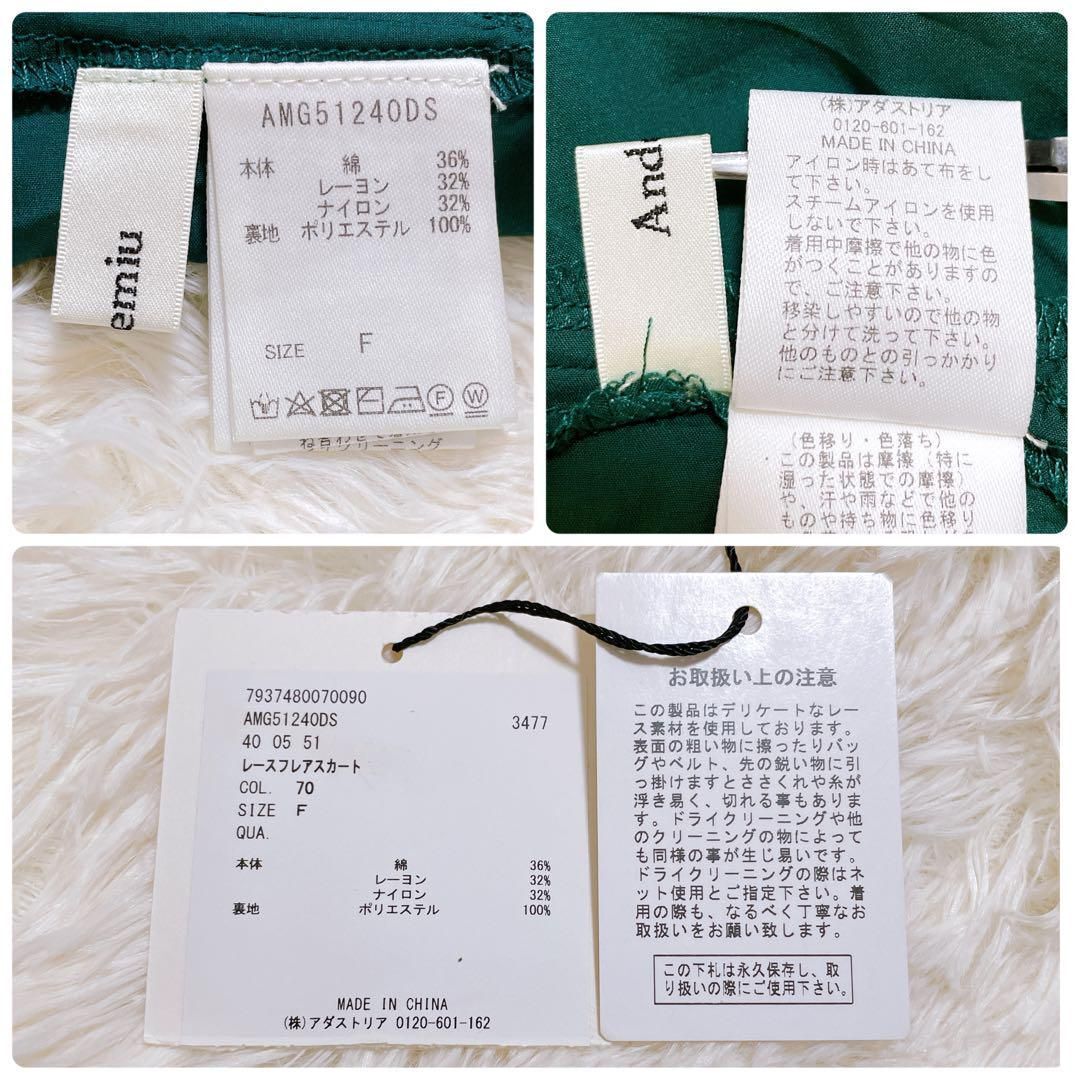 emiu
AMG51240DS
本体 綿 36%
レーヨン 32%
ナイロン 32%
裏地 ポリエステル 100%
SIZE F
F W
And
(株)アダストリア
0120-601-162
MADE IN CHINA
アイロン時はあて布をし
て下さい。
スチームアイロンを使用
しないで下さい。
着用中摩擦で他の物に色
がつくことがありますの
で、ご注意下さい。
移染しやすいので他の物
と分けて洗って下さい。
他のものとの引っかかり
にご注意下さい。
(色移り・色落ち)
この製品は摩擦(特に
湿った状態での摩擦)
や、汗や雨などで他の
ものや持ち物に色移り
7937480070090
AMG51240DS 3477
40 05 51
レースフレアスカート
COL. 70
SIZE F
QUA.
本体 綿 36%
レーヨン 32%
ナイロン 32%
裏地 ポリエステル 100%
MADE IN CHINA
(株)アダストリア 0120-601-162
お取扱い上の注意
この製品はデリケートなレー
ス素材を使用しております。
表面の粗い物に擦ったりバッ
グやベルト、先の鋭い物に引
っ掛けますとささくれや糸が
浮き易く、切れる事もありま
す。ドライクリーニングや他
のクリーニングの物によって
も同様の事が生じ易いです。
ドライクリーニングの際はネ
ット使用とご指定下さい。着
用の際も、なるべく丁寧なお
取扱いをお願い致します。
この下札は永久保存し、取
り扱いの際にご使用下さい。